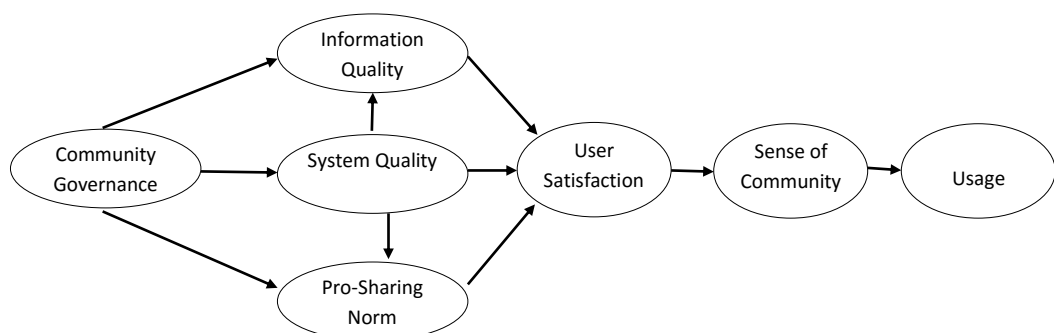 Information
Quality
Community
Governance
System Quality
User
Satisfaction
Sense of
Community
Usage
Pro-Sharing
Norm